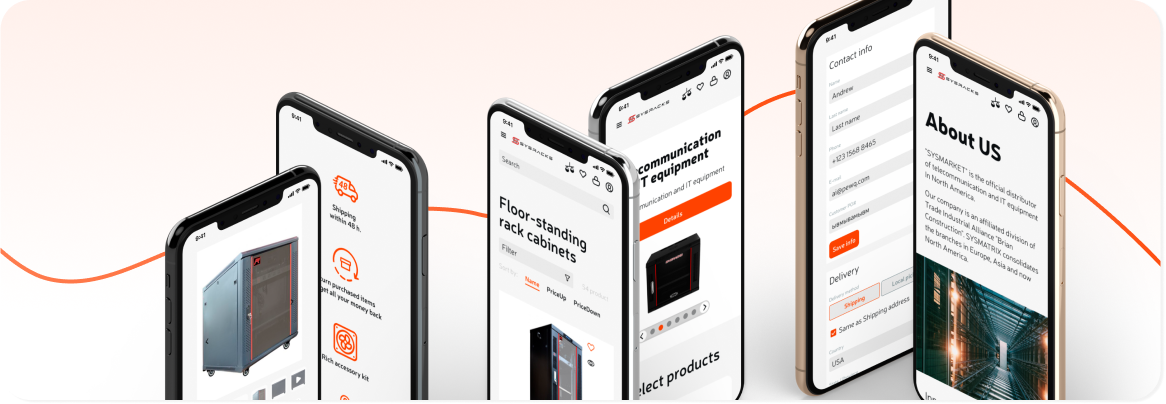 9:41
9:41
Shipping
within 48 h.
urn purchased items
get all your money back
Rich accessory kit
9:41
SYSRACKS
Search
Floor-standing
rack cabinets
Filter
Sort by: Name PriceUp PriceDown 54 product
9:41
SYSRACKS
communication
T equipment
munication and IT equipment
Details
elect products
9:41
Contact info
Name
Andrew
Last name
Last name
Phone
+123 1568 8465
E-mail
al@pewq.com
Customer PO#
Save info
Delivery
Delivery method
Shipping
Local pi
Same as Shipping address
Country
USA
9:41
SYSRACKS
About US
"SYSMARKET" is the official distributor
of telecommunication and IT equipment
in North America.
Our company is an affiliated division of
Trade Industrial Alliance "Brian
Construction". SYSMATRIX consolidates
the branches in Europe, Asia and now
North America.